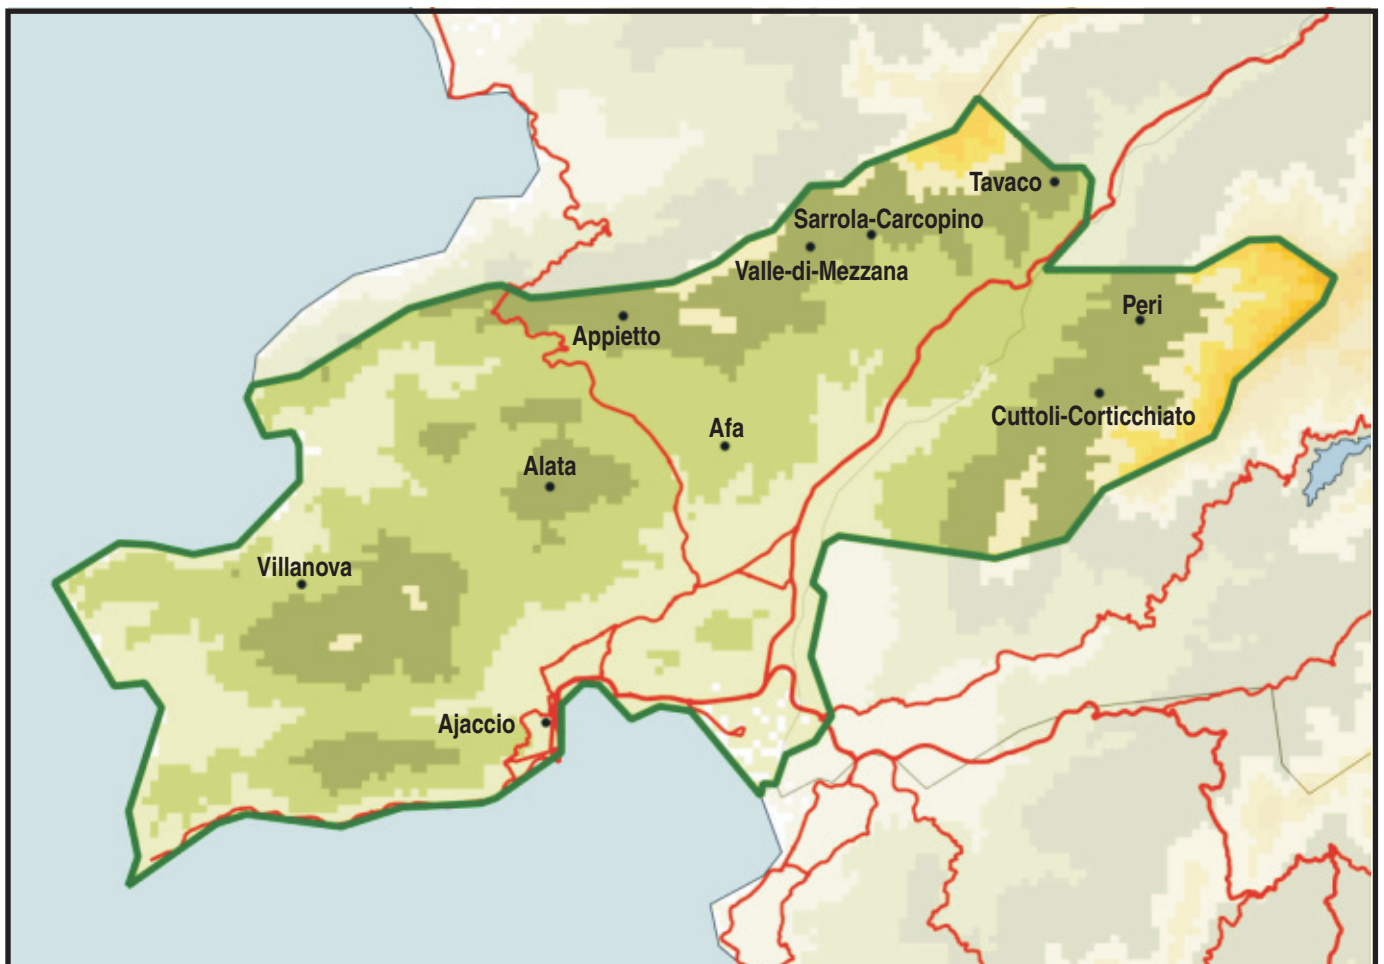 Tavaco
Sarrola-Carcopino
Valle-di-Mezzana
Peri
Appietto
Cuttoli-Corticchiato
Afa
Alata
Villanova
Ajaccio